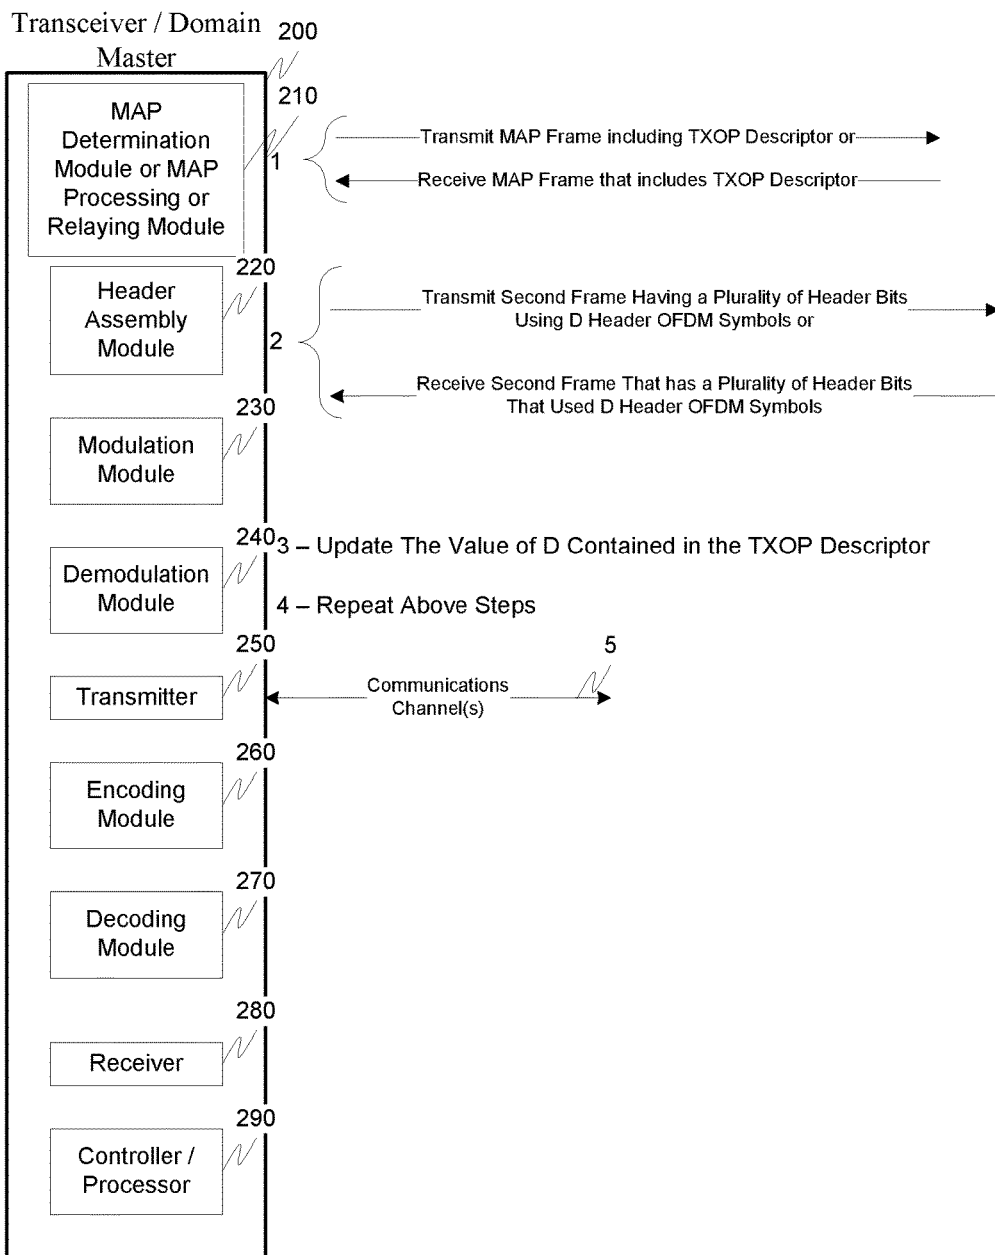 Transceiver / Domain
Master
200
210
MAP
Determination
Module or MAP
Processing or
Relaying Module
1
Transmit MAP Frame including TXOP Descriptor or
Receive MAP Frame that includes TXOP Descriptor
220
Header
Assembly
Module
2
Transmit Second Frame Having a Plurality of Header Bits
Using D Header OFDM Symbols or
Receive Second Frame That has a Plurality of Header Bits
That Used D Header OFDM Symbols
230
Modulation
Module
240
3 – Update The Value of D Contained in the TXOP Descriptor
Demodulation
Module
4 – Repeat Above Steps
250
5
Transmitter
Communications
Channel(s)
260
Encoding
Module
270
Decoding
Module
280
Receiver
290
Controller /
Processor